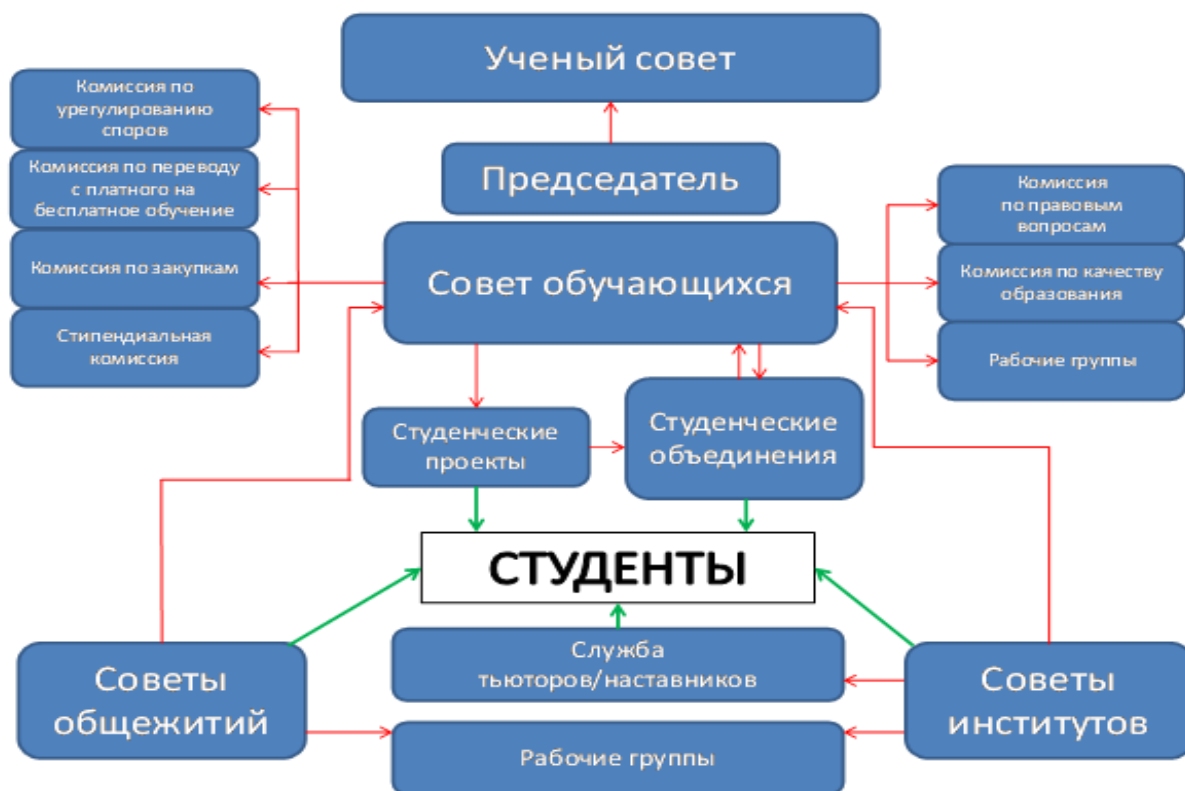 Ученый совет
Комиссия по
урегулированию
споров
Комиссия по переводу
с платного на
бесплатное обучение
Комиссия по закупкам
Стипендиальная
комиссия
Председатель
Совет обучающихся
Комиссия
по правовым
вопросам
Комиссия по качеству
образования
Рабочие группы
Студенческие
проекты
Студенческие
объединения
СТУДЕНТЫ
Советы
общежитий
Служба
тьюторов/наставников
Рабочие группы
Советы
институтов